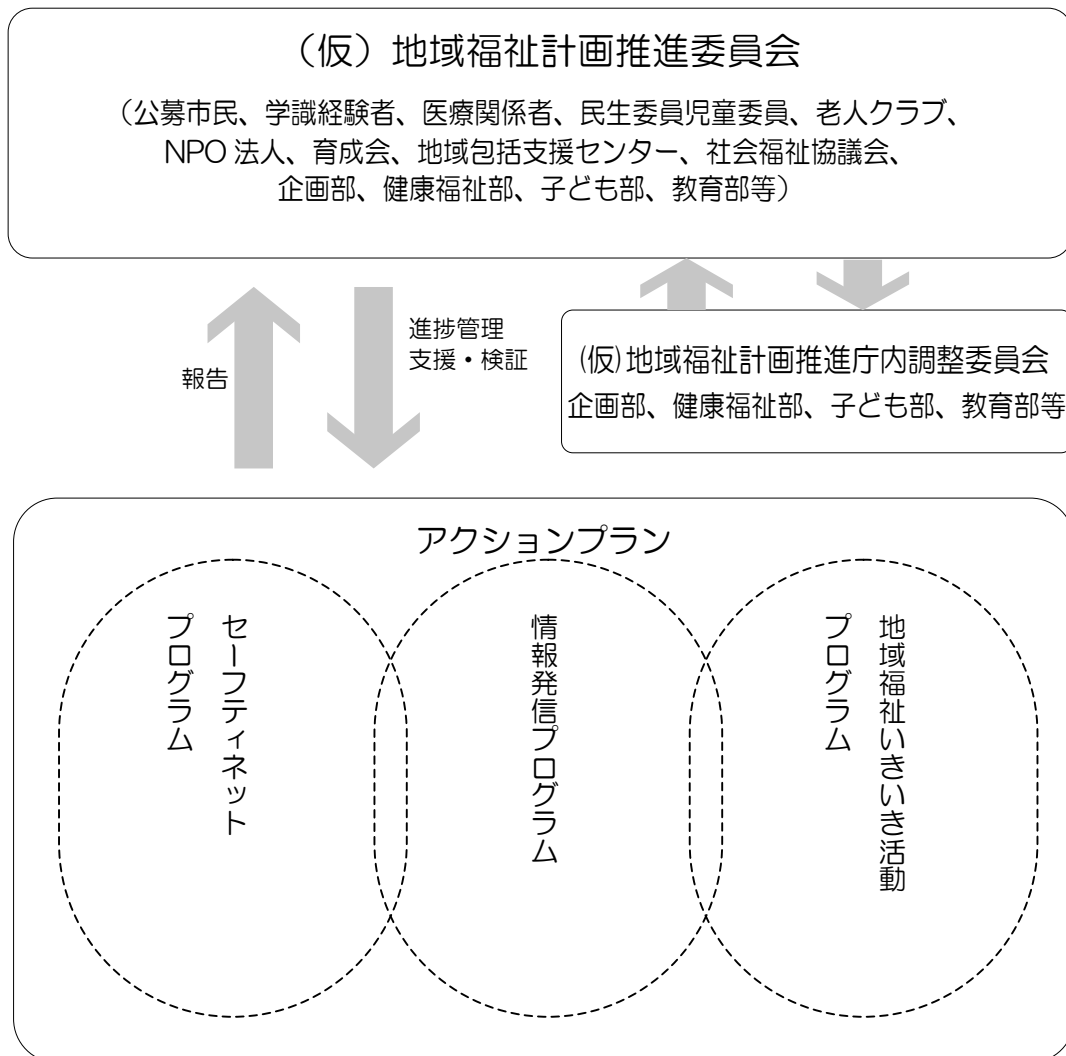 （仮）地域福祉計画推進委員会
（公募市民、学識経験者、医療関係者、民生委員児童委員、老人クラブ、
NPO 法人、育成会、地域包括支援センター、社会福祉協議会、
企画部、健康福祉部、子ども部、教育部等）
報告
進捗管理
支援・検証
(仮)地域福祉計画推進庁内調整委員会
企画部、健康福祉部、子ども部、教育部等
アクションプラン
セーフティネット
プログラム
情報発信プログラム
地域福祉いきいき活動
プログラム